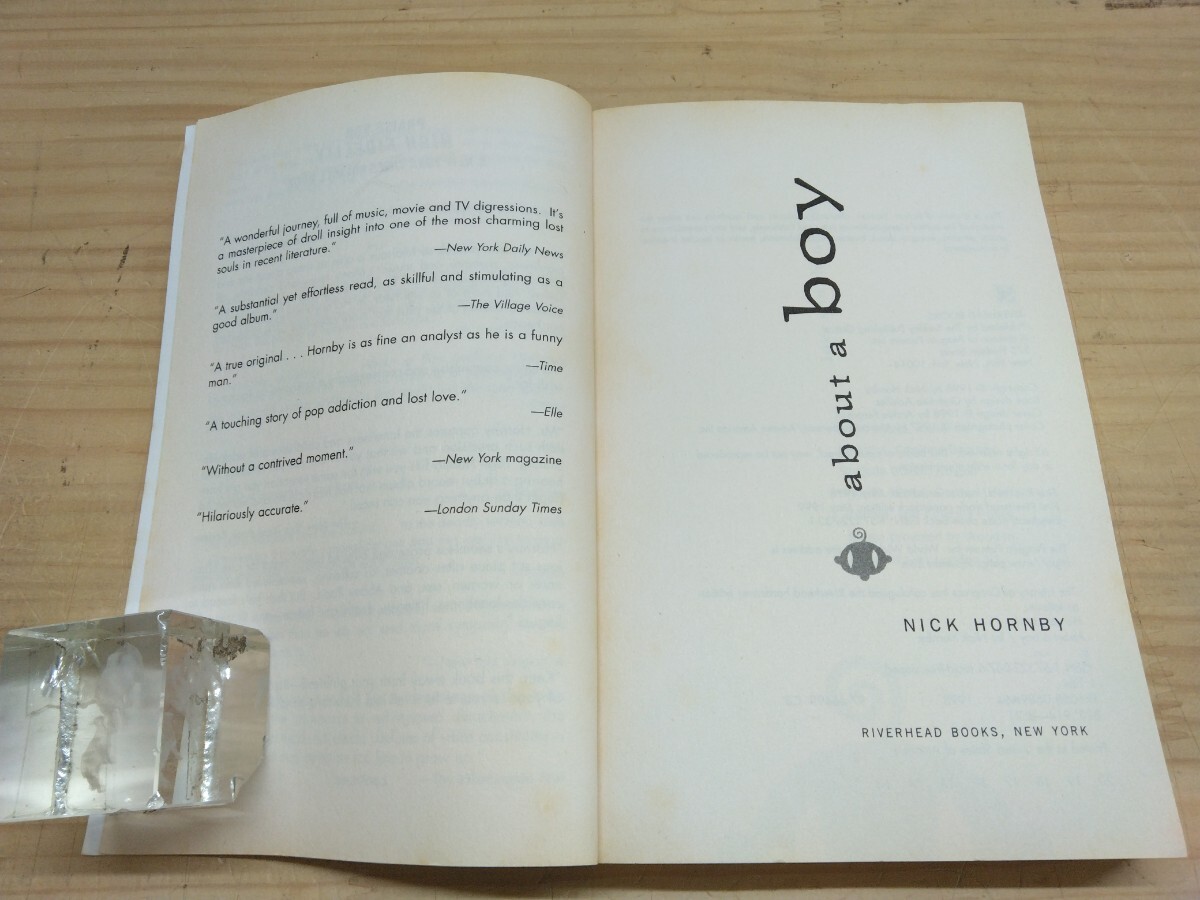 “A wonderful journey, full of music, movie and TV digressions. It’s
a masterpiece of droll insight into one of the most charming lost
souls in recent literature.”
—New York Daily News
“A substantial yet effortless read, as skillful and stimulating as a
good album.”
—The Village Voice
“A true original . . . Hornby is as fine an analyst as he is a funny
man.”
—Time
“A touching story of pop addiction and lost love.”
—Elle
“Without a contrived moment.”
—New York magazine
“Hilariously accurate.”
—London Sunday Times
about a boy
NICK HORNBY
RIVERHEAD BOOKS, NEW YORK